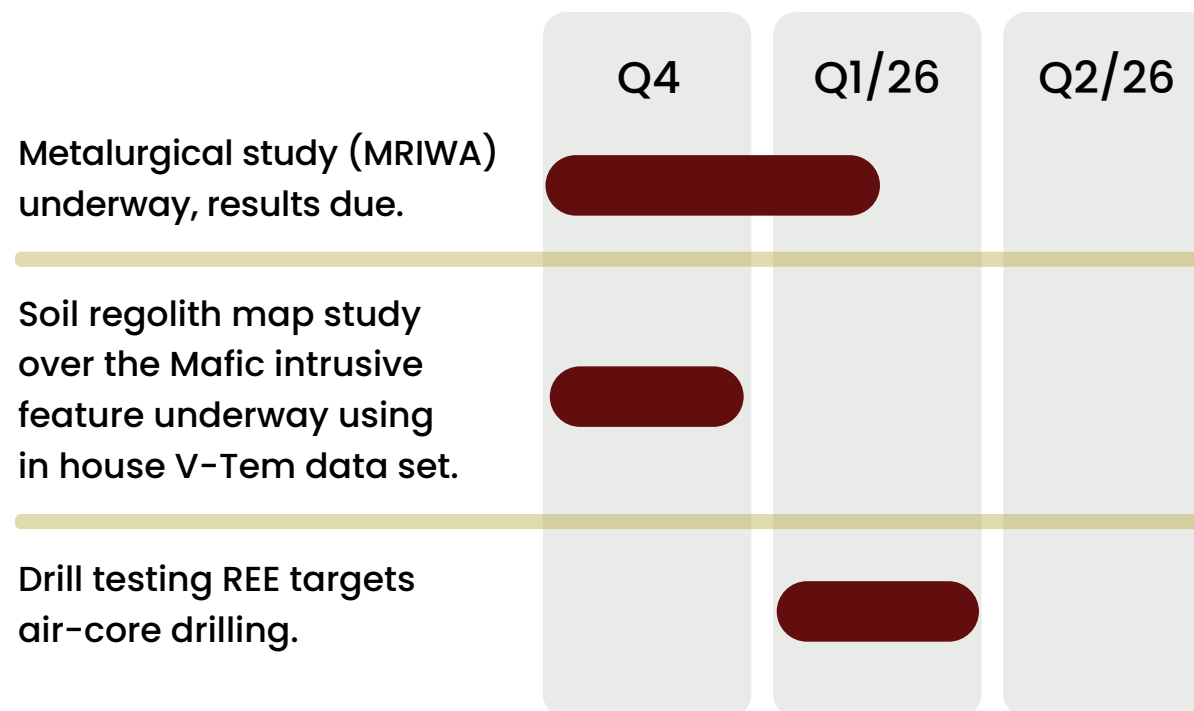 Q4 Q1/26 Q2/26
Metalurgical study (MRIWA)
underway, results due.
Soil regolith map study
over the Mafic intrusive
feature underway using
in house V-Tem data set.
Drill testing REE targets
air-core drilling.